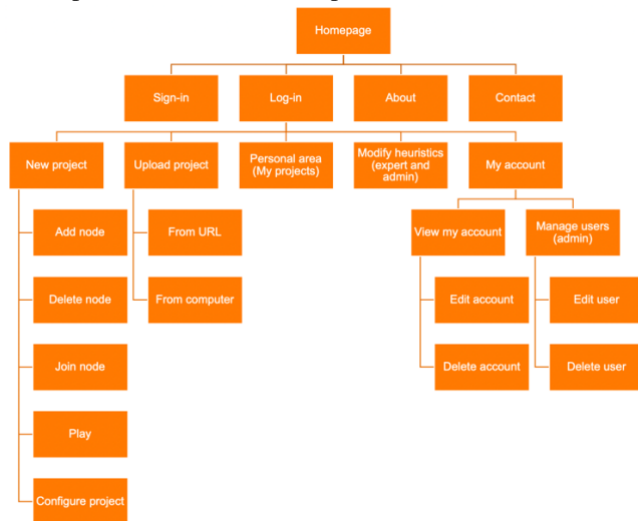 Homepage
Sign-in
Log-in
About
Contact
New project
Upload project
Personal area
(My projects)
Modify heuristics
(expert and
admin)
My account
Add node
From URL
View my account
Manage users
(admin)
Delete node
From computer
Edit account
Edit user
Join node
Delete account
Delete user
Play
Configure project